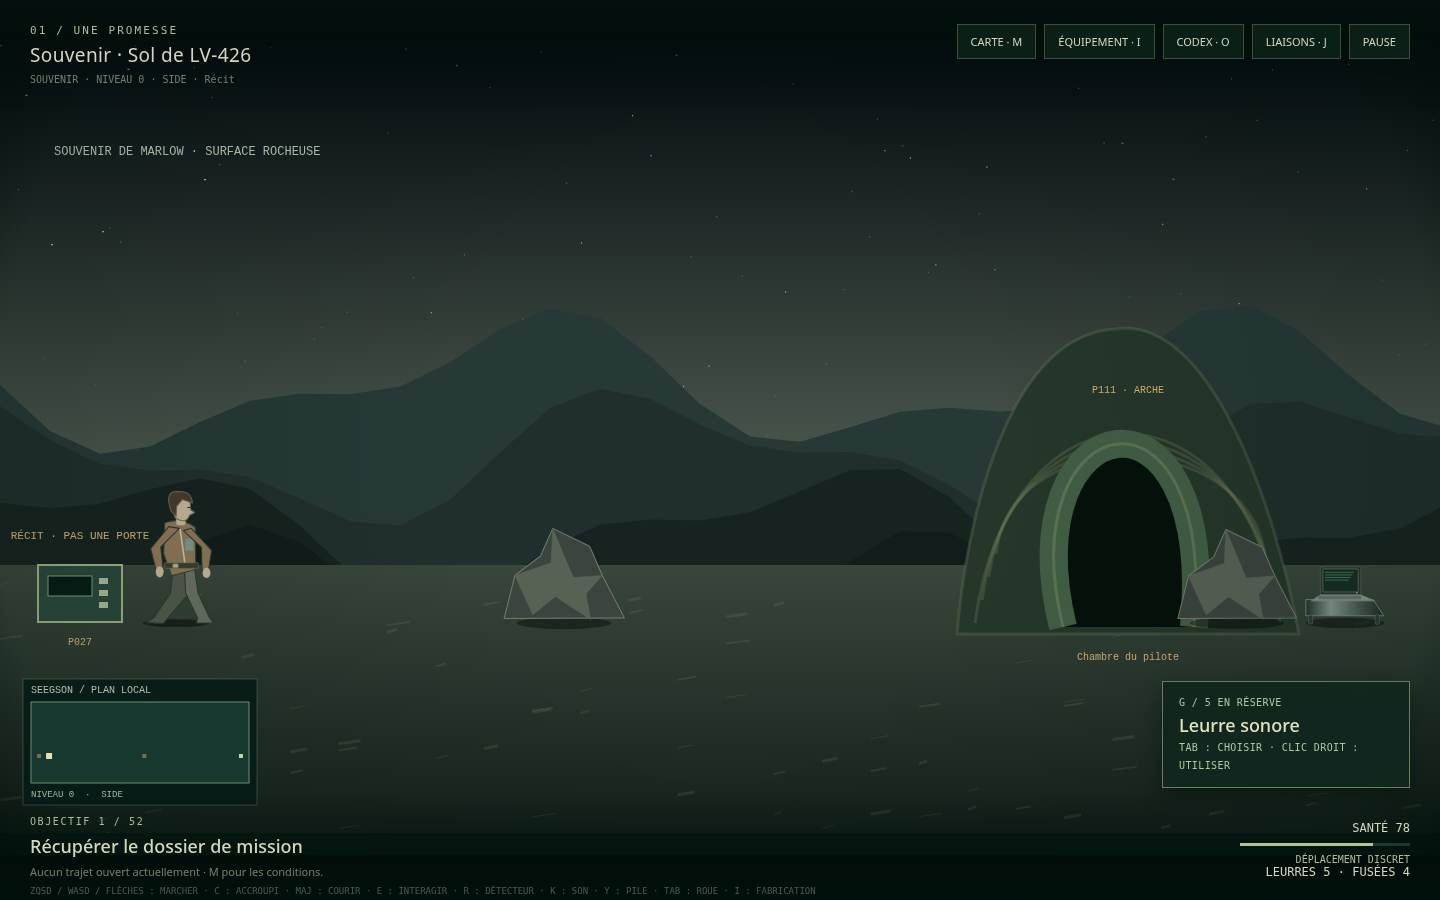 01 / UNE PROMESSE
Souvenir · Sol de LV-426
SOUVENIR · NIVEAU 0 · SIDE · Récit
CARTE · M
ÉQUIPEMENT · I
CODEX · O
LIAISONS · J
PAUSE
SOUVENIR DE MARLOW · SURFACE ROCHEUSE
P111 · ARCHE
RÉCIT · PAS UNE PORTE
P027
Chambre du pilote
SEEGSON / PLAN LOCAL
NIVEAU 0 · SIDE
G / 5 EN RÉSERVE
Leurre sonore
TAB : CHOISIR · CLIC DROIT :
UTILISER
OBJECTIF 1 / 52
Récupérer le dossier de mission
Aucun trajet ouvert actuellement · M pour les conditions.
ZQSD / WASD / FLÈCHES : MARCHER · C : ACCROUPI · MAJ : COURIR · E : INTERAGIR · R : DÉTECTEUR · K : SON · Y : PILE · TAB : ROUE · I : FABRICATION
SANTÉ 78
DÉPLACEMENT DISCRET
LEURRES 5 · FUSÉES 4